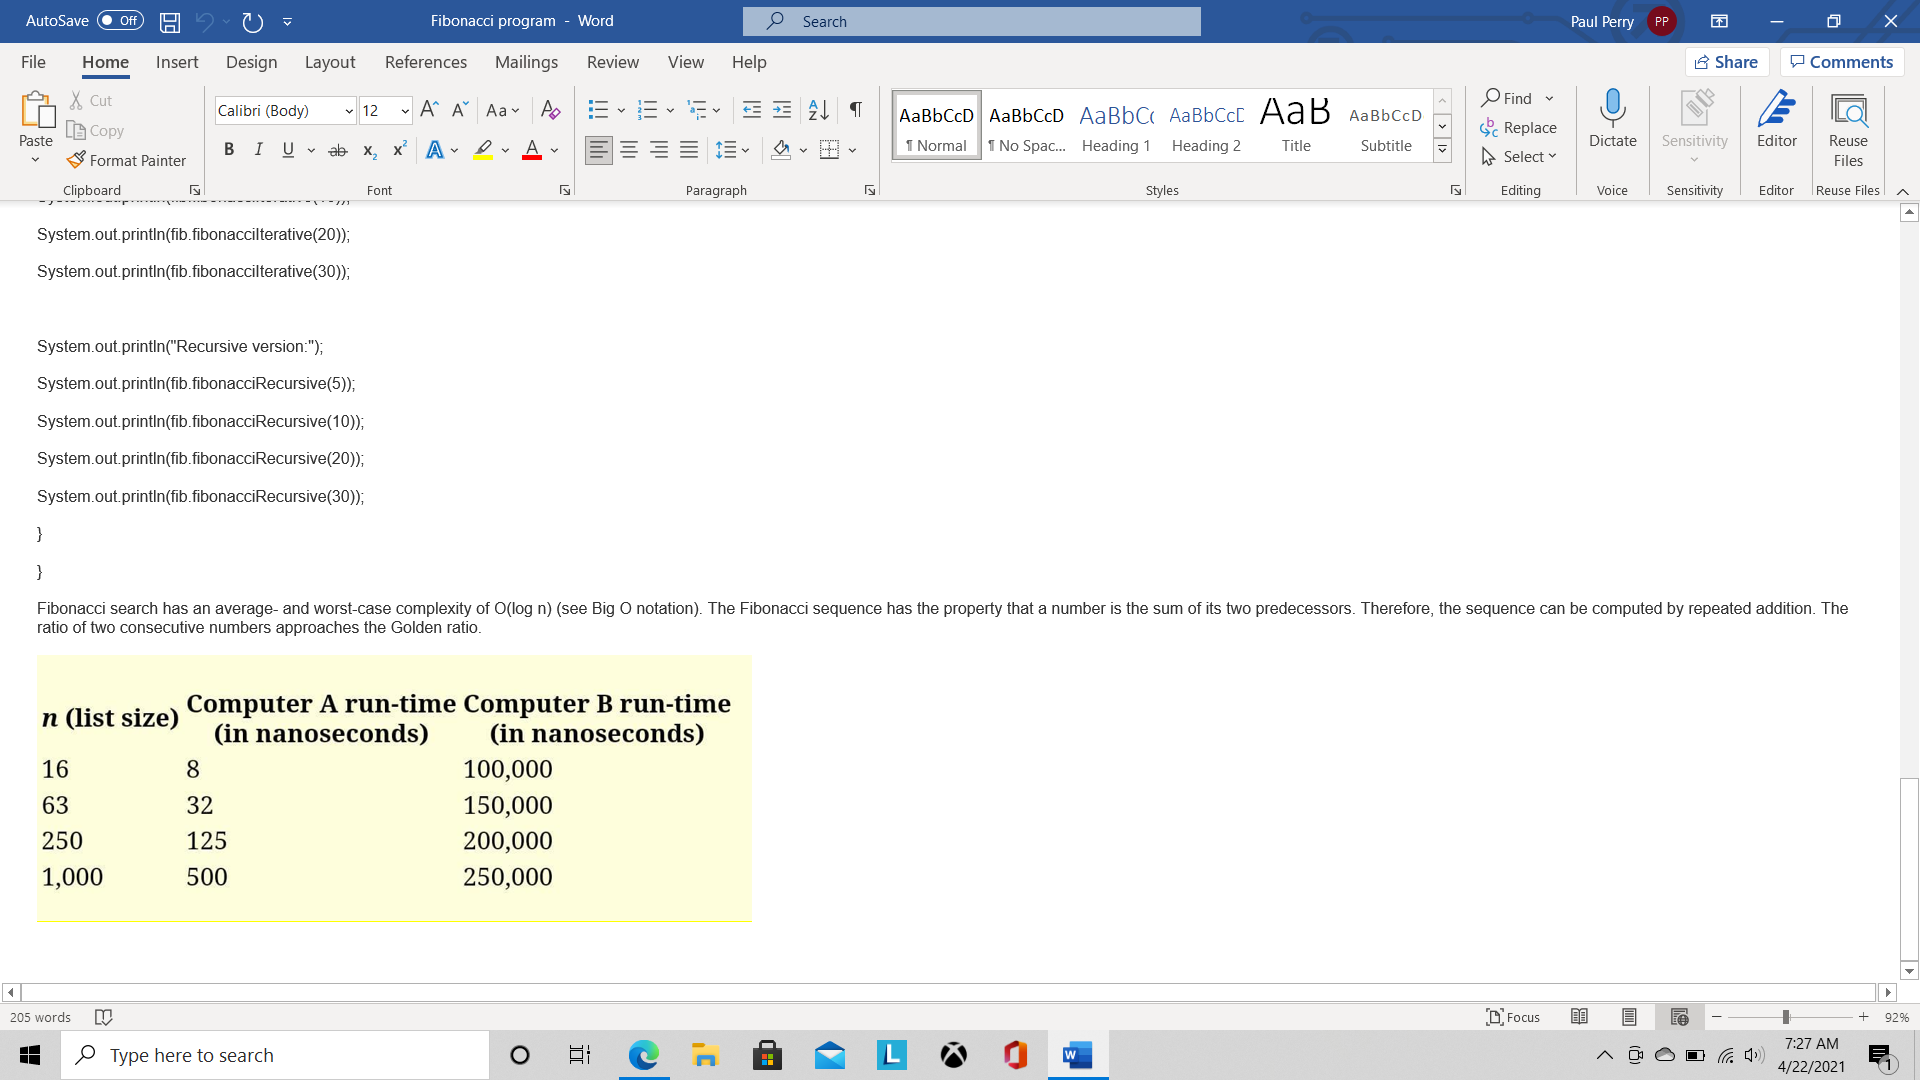 AutoSave Off Fibonacci program - Word Search Paul Perry PP
File Home Insert Design Layout References Mailings Review View Help Share Comments
Paste Cut Copy Format Painter Clipboard
Calibri (Body) 12 Aa B I U ab x₂ x² A A Font
Paragraph
AaBbCcD AaBbCcD AaBbCc AaBbCcD AaB AaBbCcD
¶ Normal ¶ No Spac... Heading 1 Heading 2 Title Subtitle
Styles
Find Replace Select Editing
Dictate Voice
Sensitivity Sensitivity
Editor Editor
Reuse Files Reuse Files
System.out.println(fib.fibonacciIterative(20));
System.out.println(fib.fibonacciIterative(30));
System.out.println("Recursive version:");
System.out.println(fib.fibonacciRecursive(5));
System.out.println(fib.fibonacciRecursive(10));
System.out.println(fib.fibonacciRecursive(20));
System.out.println(fib.fibonacciRecursive(30));
}
}
Fibonacci search has an average- and worst-case complexity of O(log n) (see Big O notation). The Fibonacci sequence has the property that a number is the sum of its two predecessors. Therefore, the sequence can be computed by repeated addition. The
ratio of two consecutive numbers approaches the Golden ratio.
n (list size) Computer A run-time (in nanoseconds) Computer B run-time (in nanoseconds)
16 8 100,000
63 32 150,000
250 125 200,000
1,000 500 250,000
205 words Focus 92%
Type here to search
7:27 AM
4/22/2021
1